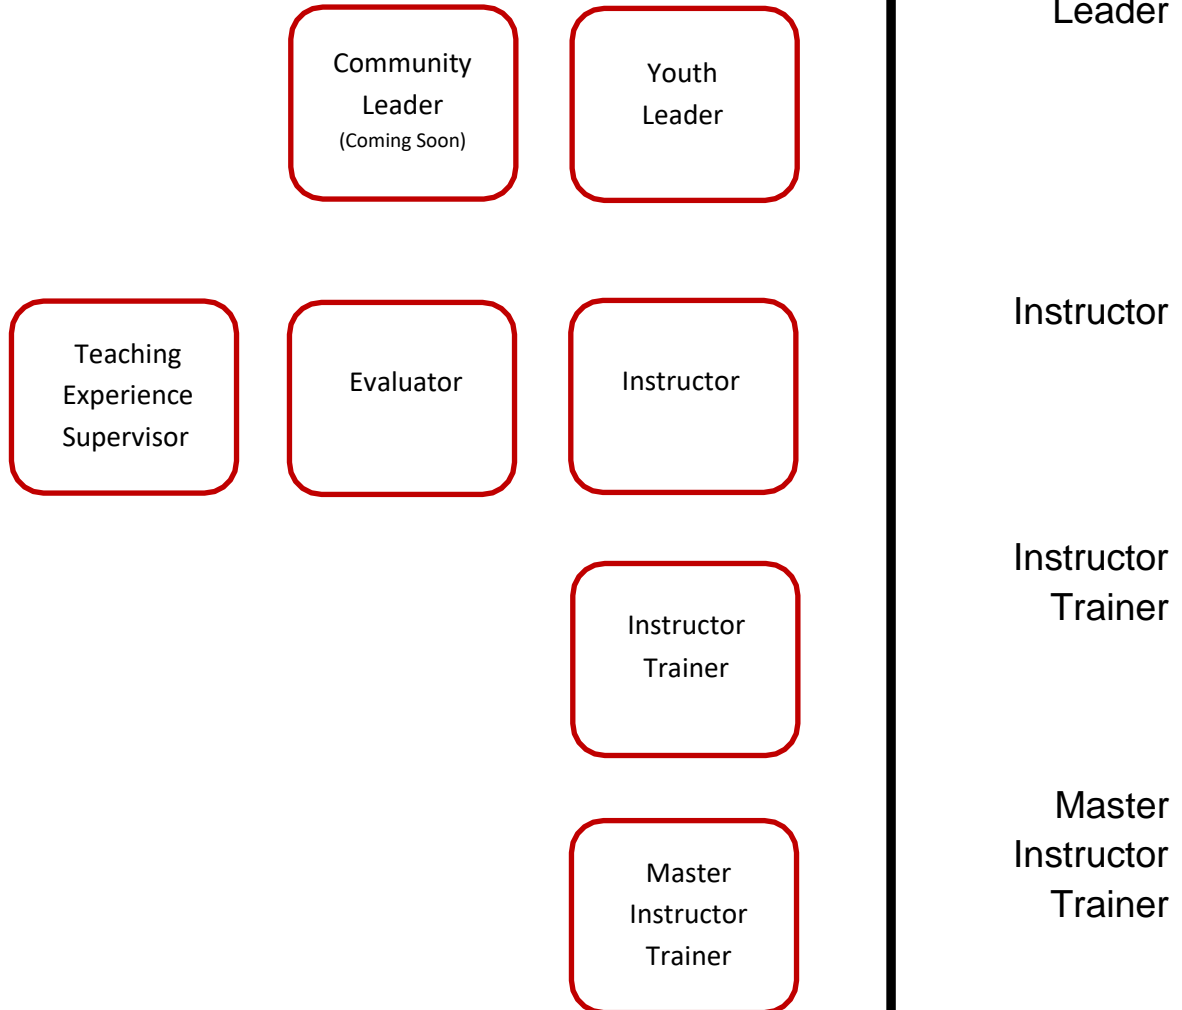 Leader
Community
Leader
(Coming Soon)
Youth
Leader
Instructor
Teaching
Experience
Supervisor
Evaluator
Instructor
Instructor
Trainer
Instructor
Trainer
Master
Instructor
Trainer
Master
Instructor
Trainer